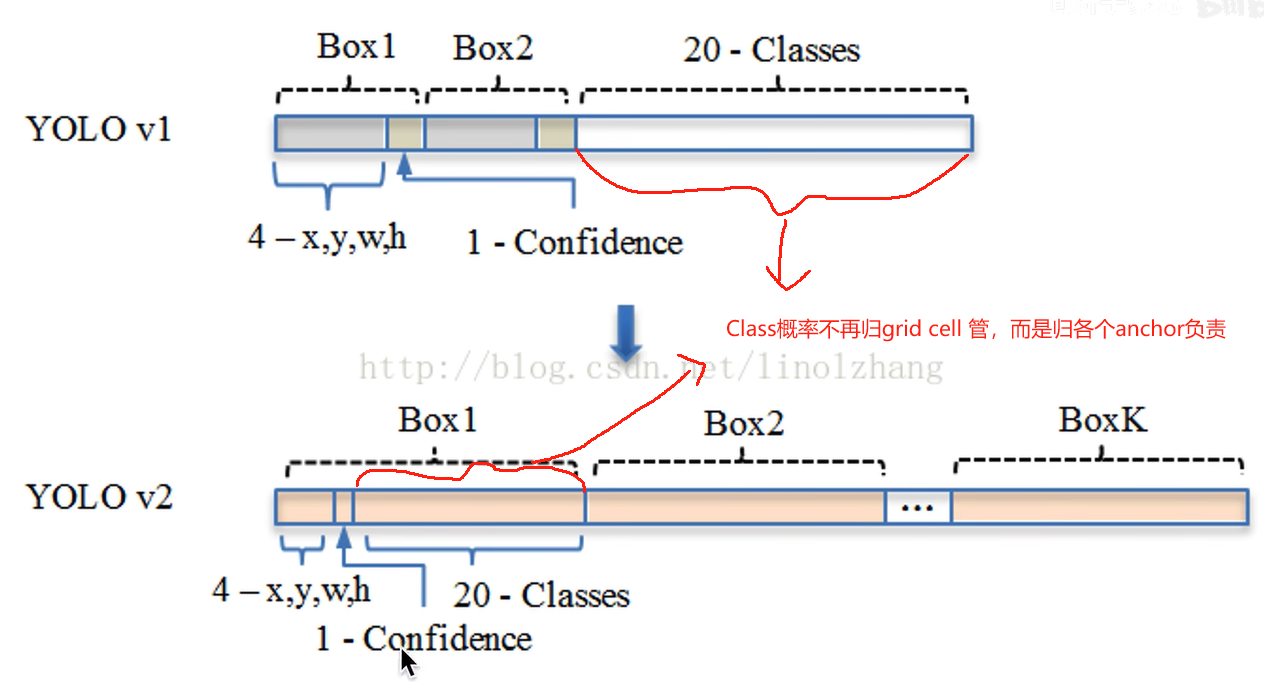 Box1 Box2 20 - Classes
YOLO v1
4 – x,y,w,h 1 - Confidence
Class概率不再归grid cell 管，而是归各个anchor负责
http://blog.csdn.net/linolzhang
Box1 Box2 BoxK
YOLO v2
...
4 – x,y,w,h 20 - Classes
1 - Confidence